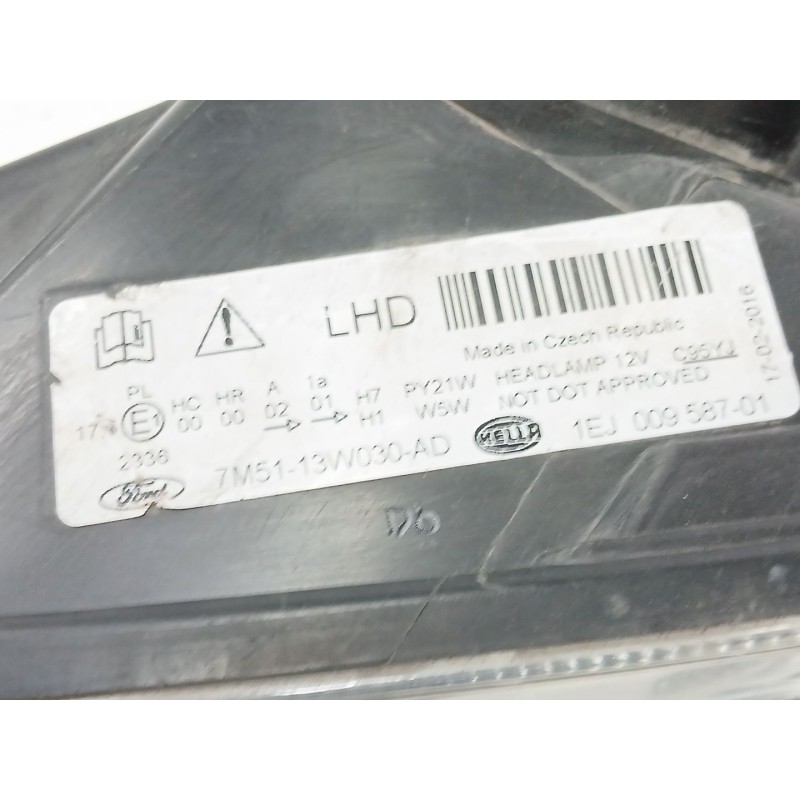 LHD
Made in Czech Republic
17-02-2016
PL HC HR A 1a H7 PY21W HEADLAMP 12V C95YJ
E1 00 00 02 01 H1 W5W NOT DOT APPROVED
2336
7M51-13W030-AD HELLA 1EJ 009 587-01
Ford